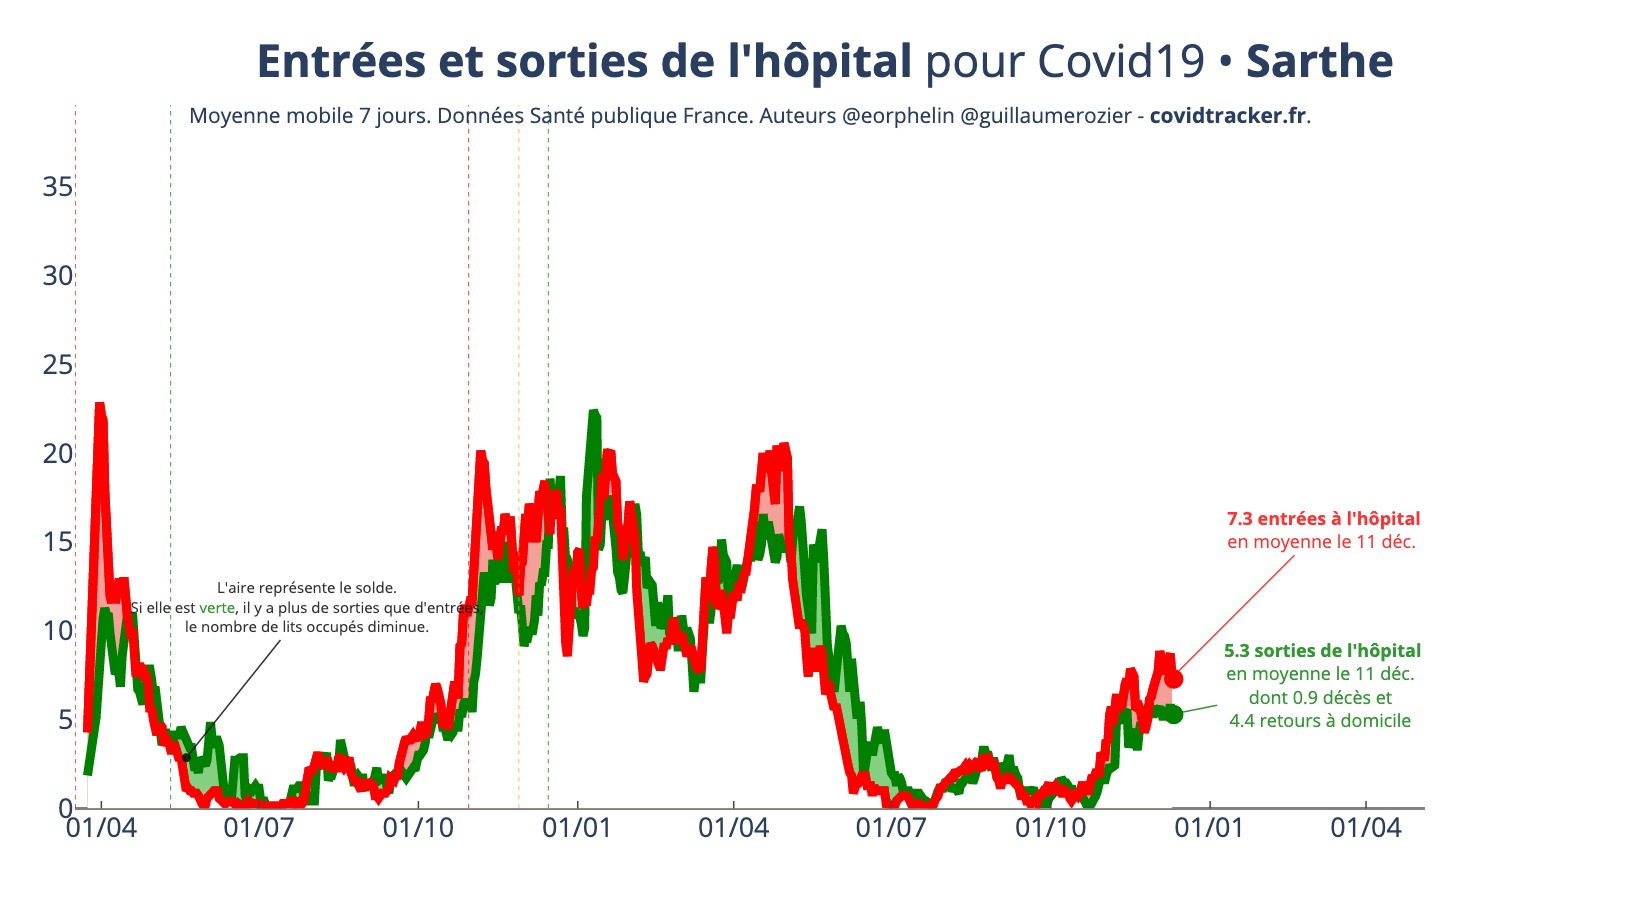 Entrées et sorties de l'hôpital pour Covid19 • Sarthe
Moyenne mobile 7 jours. Données Santé publique France. Auteurs @eorphelin @guillaumerozier - covidtracker.fr.
35
30
25
20
15
10
5
0
7.3 entrées à l'hôpital
en moyenne le 11 déc.
L'aire représente le solde.
Si elle est verte, il y a plus de sorties que d'entrées,
le nombre de lits occupés diminue.
5.3 sorties de l'hôpital
en moyenne le 11 déc.
dont 0.9 décès et
4.4 retours à domicile
01/04 01/07 01/10 01/01 01/04 01/07 01/10 01/01 01/04